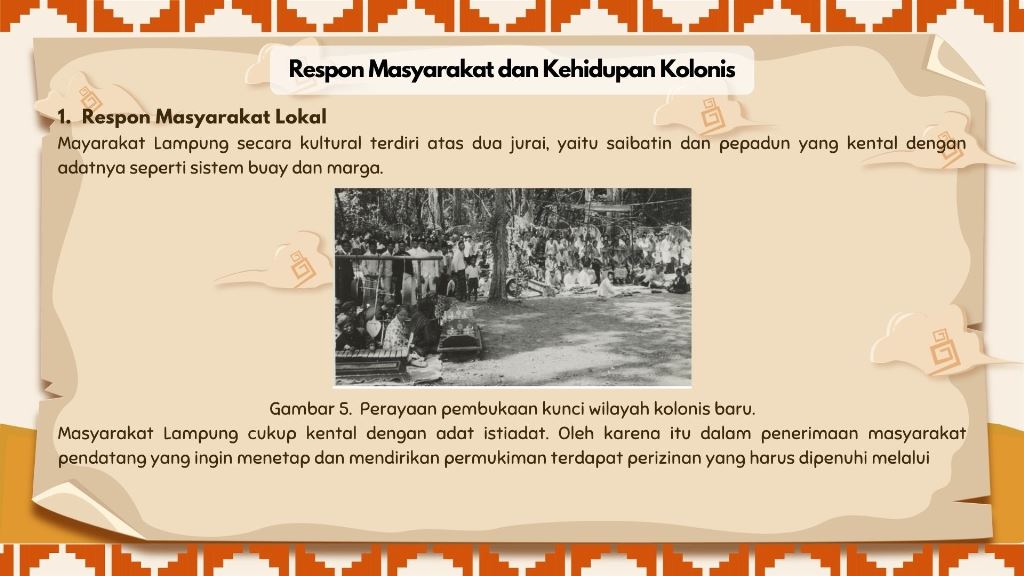 Respon Masyarakat dan Kehidupan Kolonis
1. Respon Masyarakat Lokal
Mayarakat Lampung secara kultural terdiri atas dua jurai, yaitu saibatin dan pepadun yang kental dengan
adatnya seperti sistem buay dan marga.
Gambar 5. Perayaan pembukaan kunci wilayah kolonis baru.
Masyarakat Lampung cukup kental dengan adat istiadat. Oleh karena itu dalam penerimaan masyarakat
pendatang yang ingin menetap dan mendirikan permukiman terdapat perizinan yang harus dipenuhi melalui